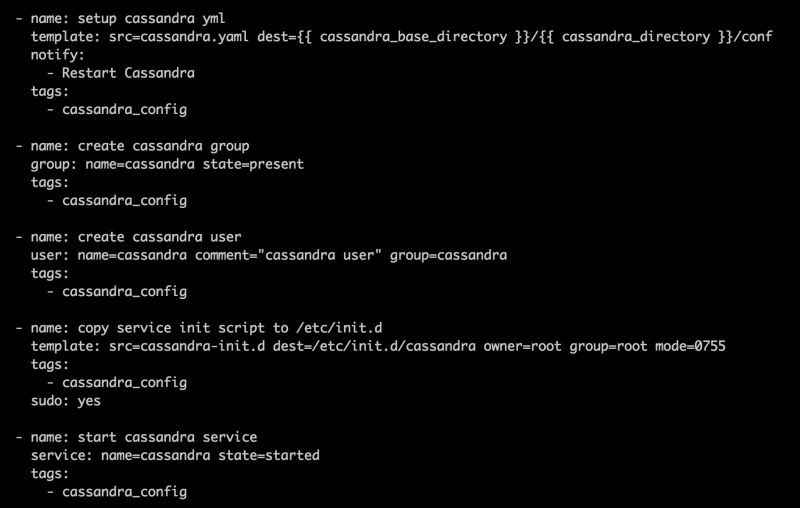 - name: setup cassandra yml
  template: src=cassandra.yaml dest={{ cassandra_base_directory }}/{{ cassandra_directory }}/conf
  notify:
    - Restart Cassandra
  tags:
    - cassandra_config

- name: create cassandra group
  group: name=cassandra state=present
  tags:
    - cassandra_config

- name: create cassandra user
  user: name=cassandra comment="cassandra user" group=cassandra
  tags:
    - cassandra_config

- name: copy service init script to /etc/init.d
  template: src=cassandra-init.d dest=/etc/init.d/cassandra owner=root group=root mode=0755
  tags:
    - cassandra_config
  sudo: yes

- name: start cassandra service
  service: name=cassandra state=started
  tags:
    - cassandra_config